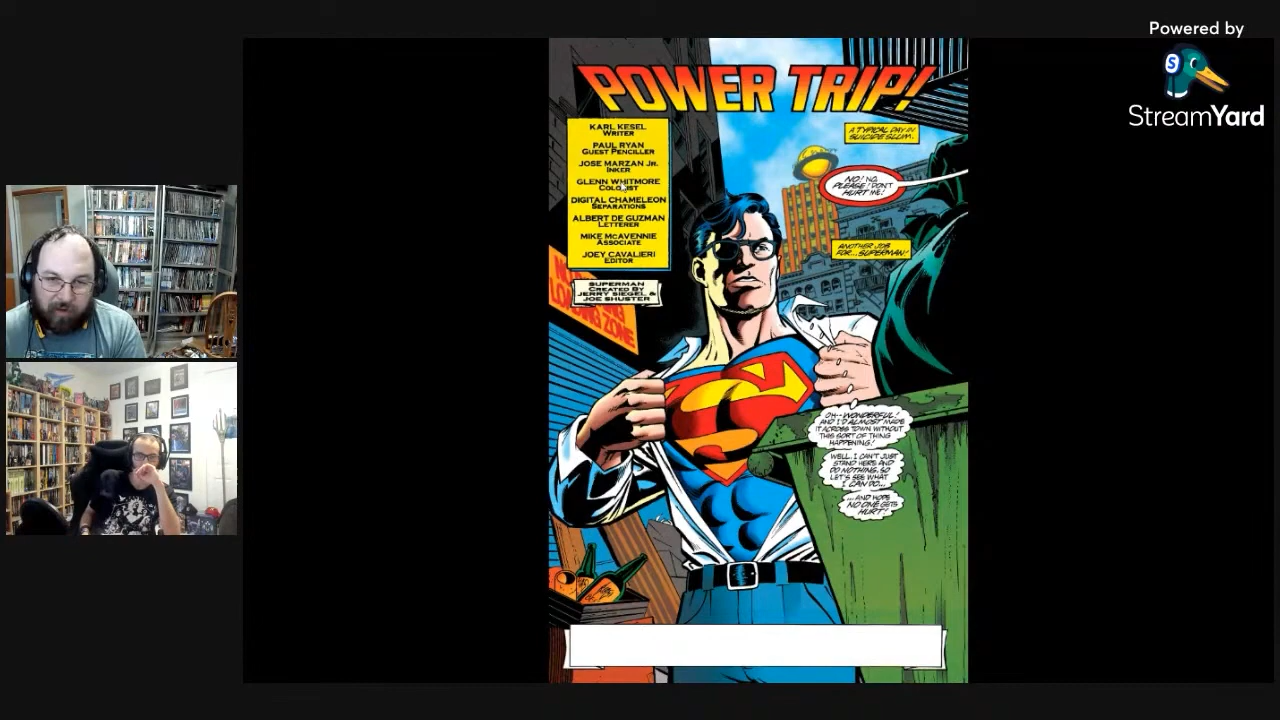 Powered by
StreamYard
POWER TRIP!
KARL KESEL
WRITER
PAUL RYAN
GUEST PENCILLER
JOSE MARZAN JR.
INKER
GLENN WHITMORE
COLORIST
DIGITAL CHAMELEON
SEPARATIONS
ALBERT DE GUZMAN
LETTERER
MIKE McAVENNIE
ASSOCIATE
JOEY CAVALIERI
EDITOR
SUPERMAN
CREATED BY
JERRY SIEGEL &
JOE SHUSTER
A TYPICAL DAY IN
SUICIDE SLUM.
NO! NO,
PLEASE! DON'T
HURT ME!
ANOTHER JOB
FOR...SUPERMAN!
LOADING
ZONE
OH--WONDERFUL!
AND I'D ALMOST MADE
IT ACROSS TOWN WITHOUT
THIS SORT OF THING
HAPPENING!
WELL, I CAN'T JUST
STAND HERE AND
DO NOTHING. SO
LET'S SEE WHAT
I CAN DO...
...AND HOPE
NO ONE GETS
HURT!